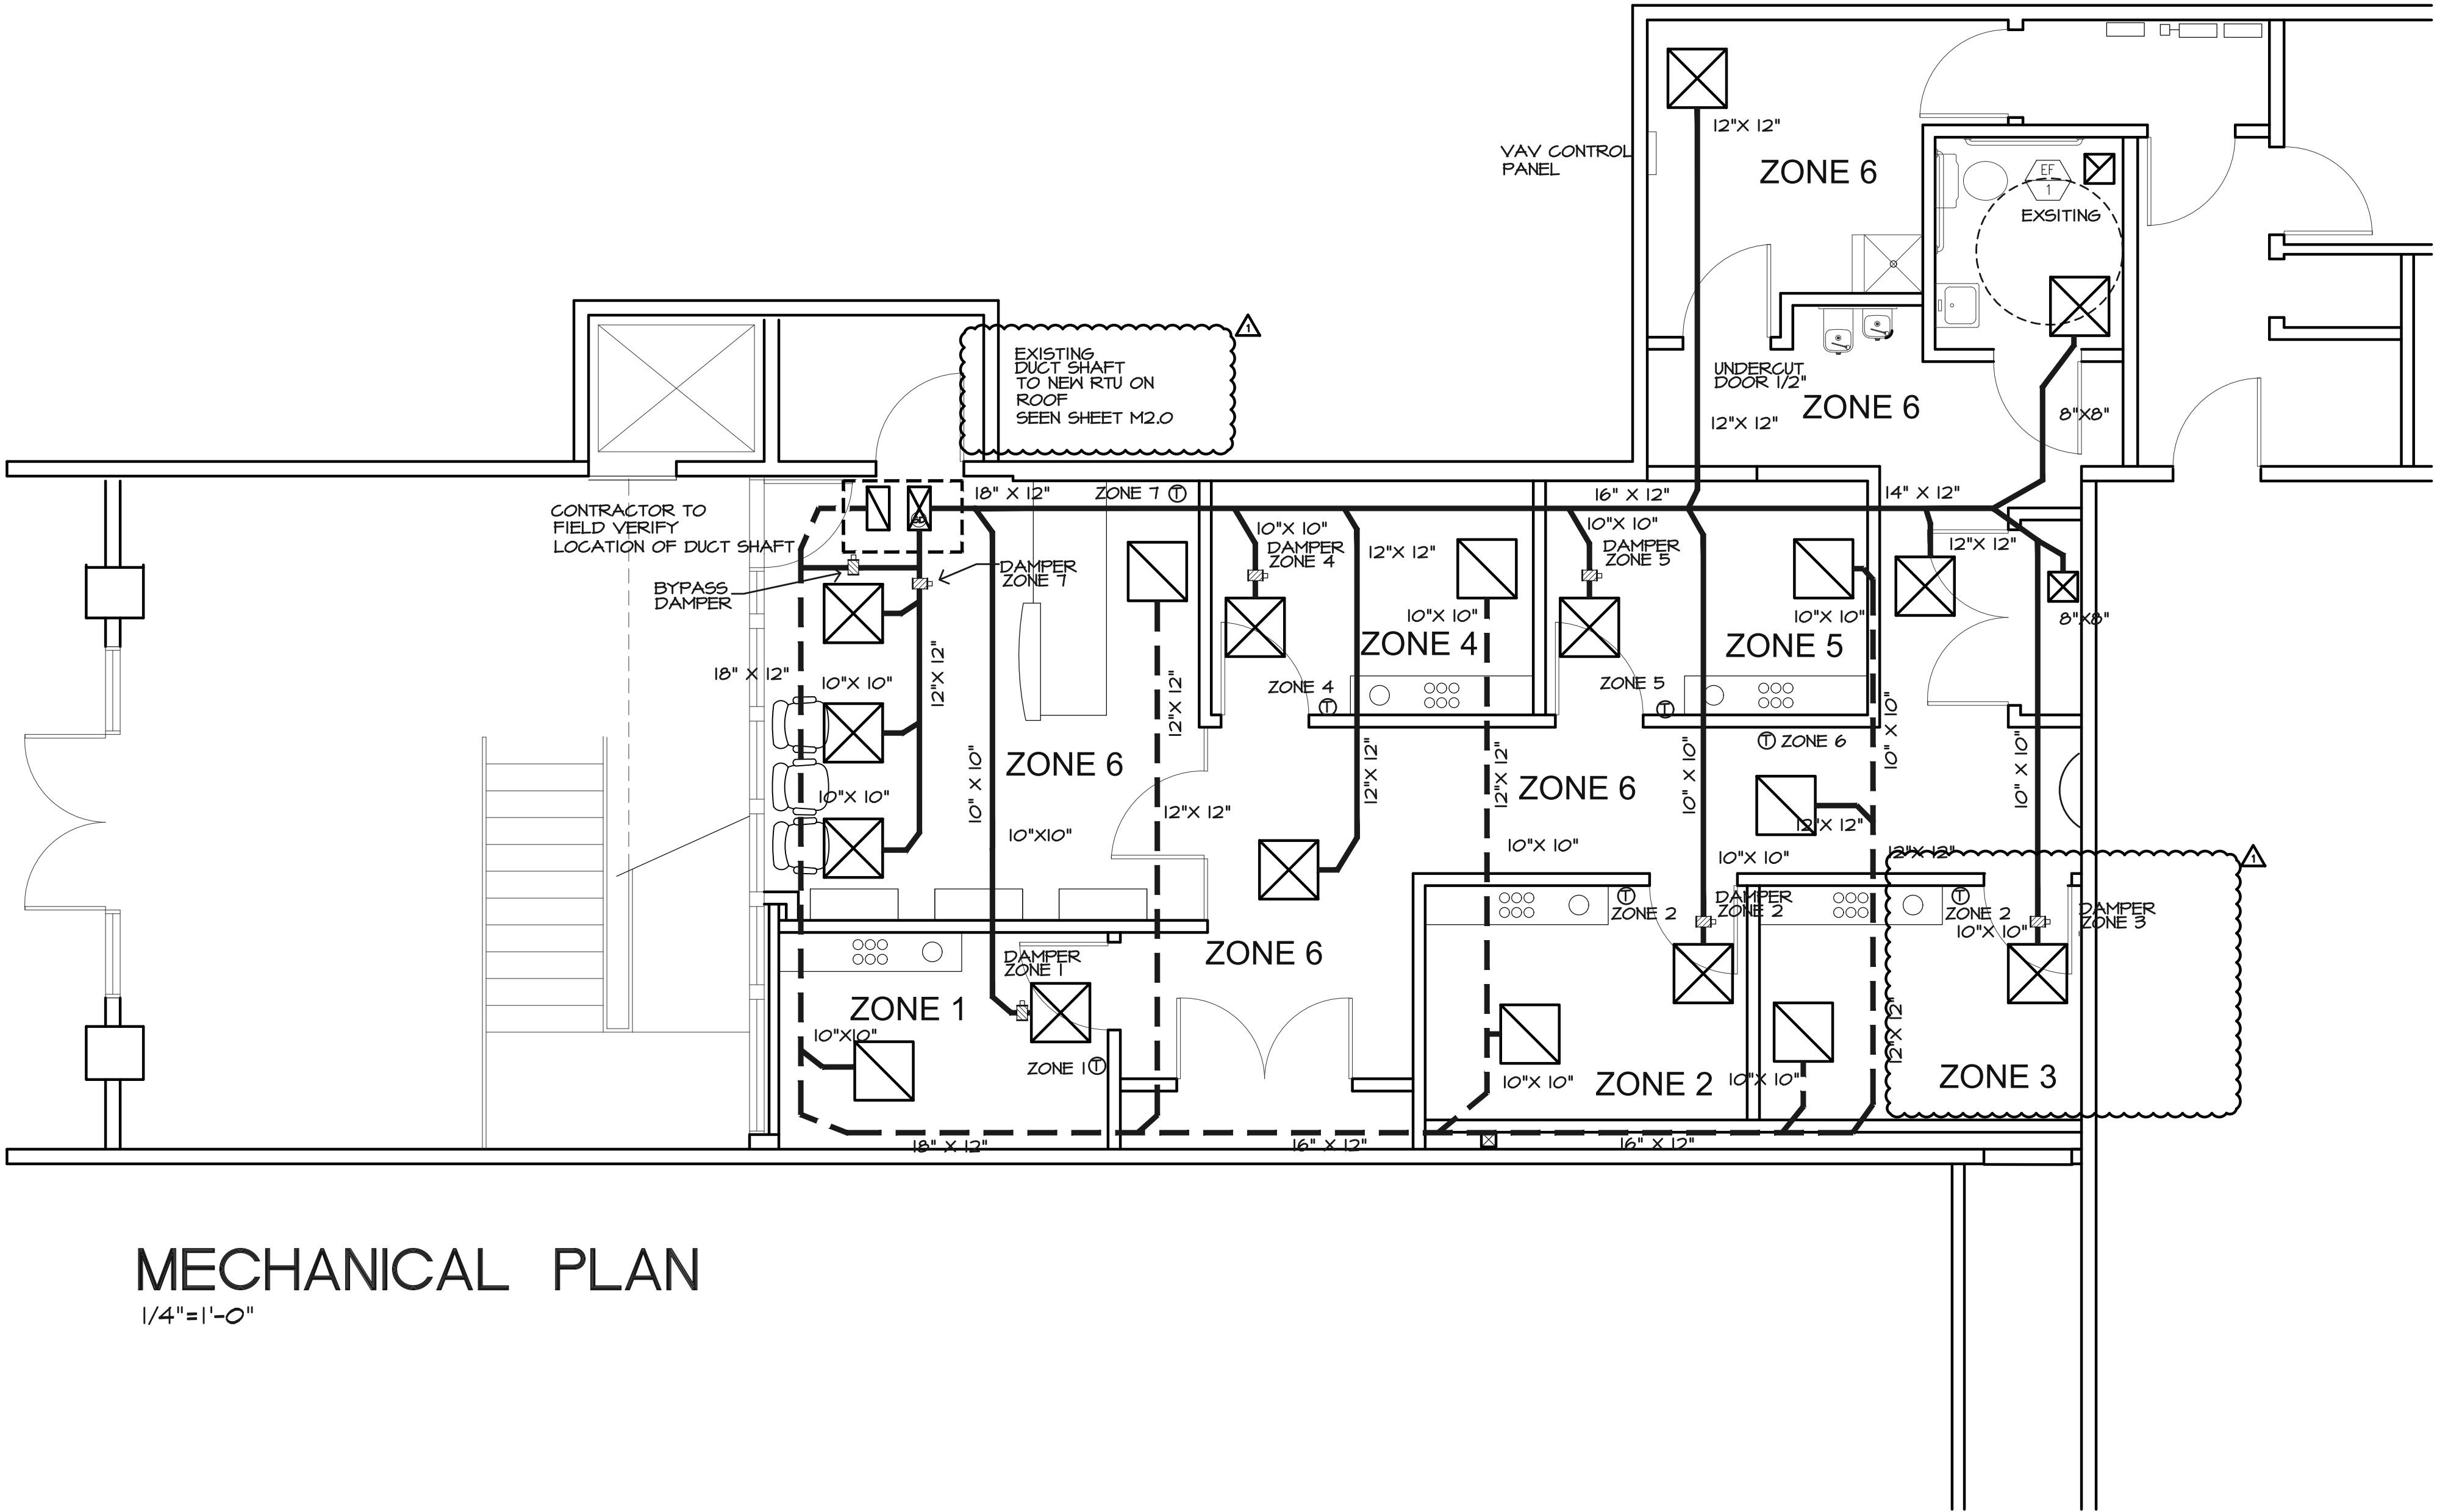 12"X 12"
VAV CONTROL
PANEL
ZONE 6
EF
1
EXSITING
1
EXISTING
DUCT SHAFT
TO NEW RTU ON
ROOF
SEEN SHEET M2.0
UNDERCUT
DOOR 1/2"
ZONE 6
8"X8"
12"X 12"
18" X 12"
ZONE 7 T
16" X 12"
14" X 12"
CONTRACTOR TO
FIELD VERIFY
LOCATION OF DUCT SHAFT
SD
10"X 10"
DAMPER
ZONE 4
12"X 12"
10"X 10"
DAMPER
ZONE 5
12"X 12"
BYPASS
DAMPER
DAMPER
ZONE 7
10"X 10"
10"X 10"
8"X8"
ZONE 4
ZONE 5
18" X 12"
10"X 10"
12"X 12"
12"X 12"
ZONE 4
T
ZONE 5
T
10" X 10"
T ZONE 6
10" X 10"
ZONE 6
12"X 12"
12"X 12"
ZONE 6
10" X 10"
10" X 10"
10"X 10"
12"X 12"
12"X 12"
10"X10"
10"X 10"
10"X 10"
12"X 12"
1
T
ZONE 2
DAMPER
ZONE 2
T
ZONE 2
10"X 10"
DAMPER
ZONE 3
DAMPER
ZONE 1
ZONE 6
ZONE 1
10"X10"
12"X 12"
ZONE 1 T
10"X 10"
ZONE 2
10"X 10"
ZONE 3
18" X 12"
16" X 12"
16" X 12"
MECHANICAL PLAN
1/4"=1'-0"